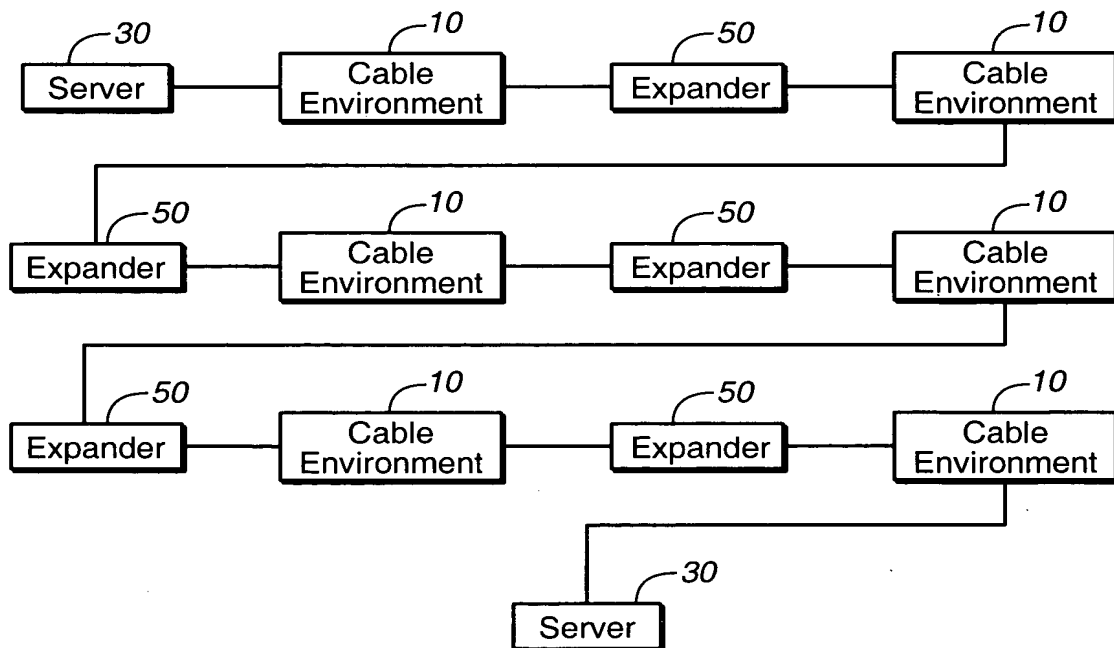 30
10
50
10
Server
Cable
Environment
Expander
Cable
Environment
50
10
50
10
Expander
Cable
Environment
Expander
Cable
Environment
50
10
50
10
Expander
Cable
Environment
Expander
Cable
Environment
30
Server